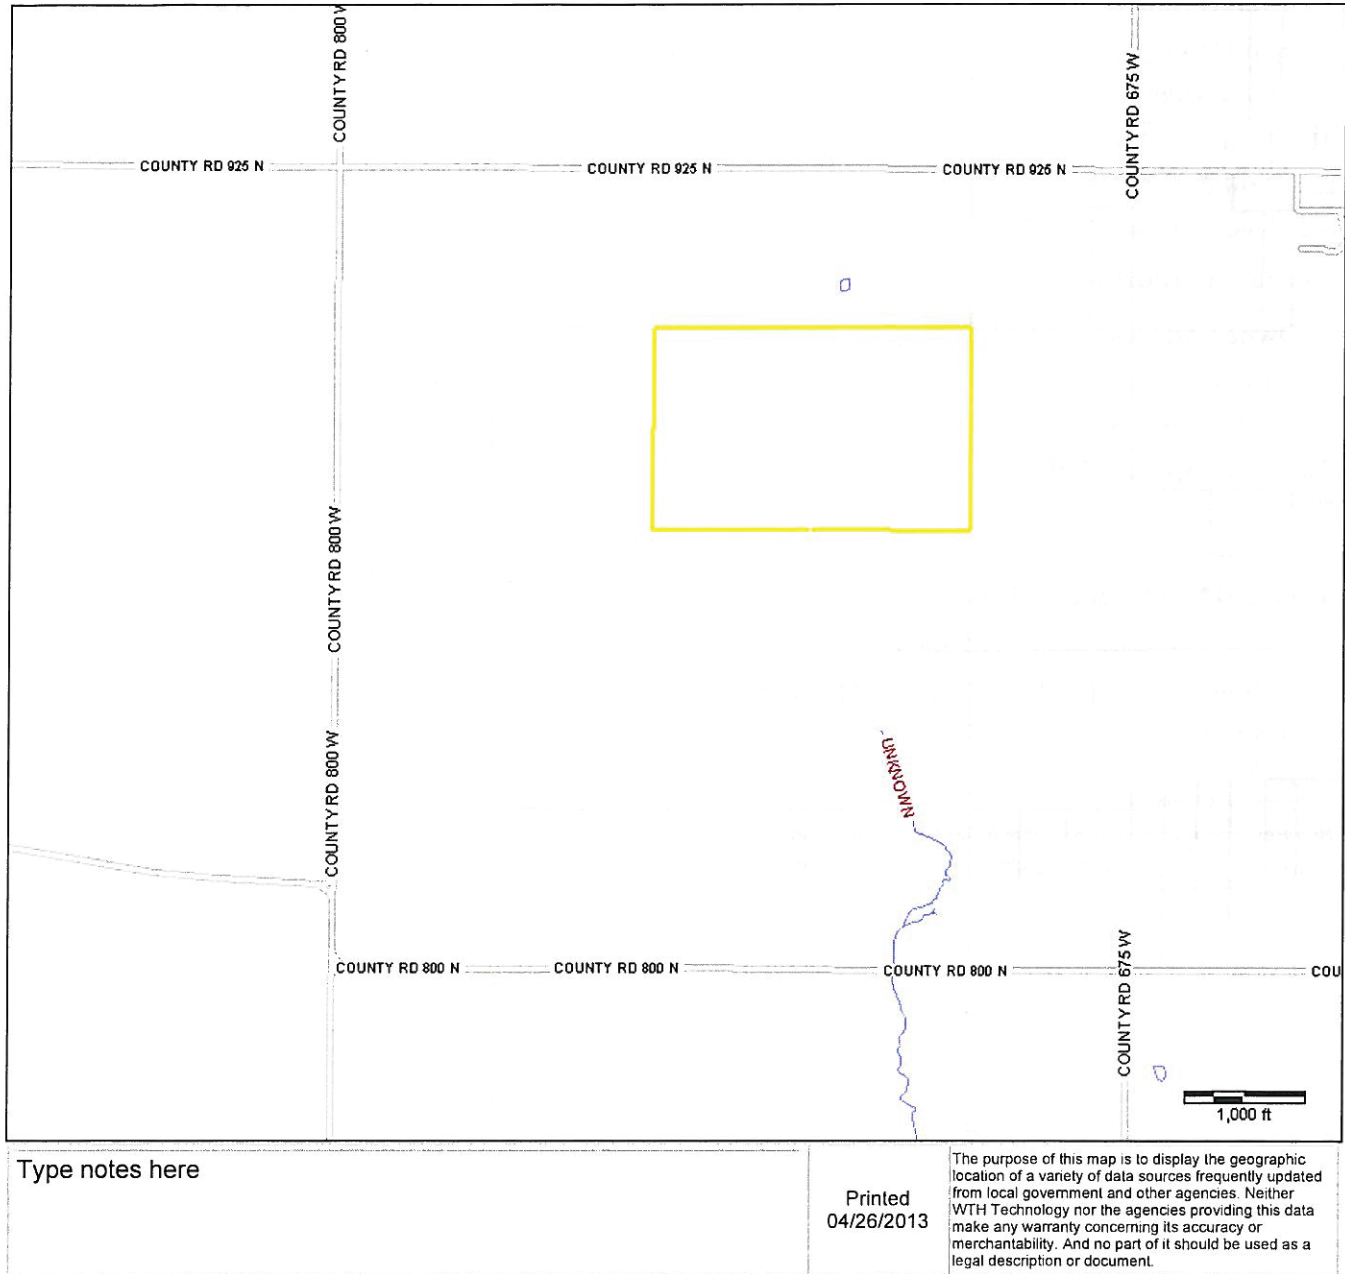 COUNTY RD 800 W
COUNTY RD 675 W
COUNTY RD 925 N
COUNTY RD 925 N
COUNTY RD 925 N
COUNTY RD 800 W
COUNTY RD 800 W
UNKNOWN
COUNTY RD 675 W
COUNTY RD 800 N
COUNTY RD 800 N
COUNTY RD 800 N
COU
1,000 ft
Type notes here
Printed
04/26/2013
The purpose of this map is to display the geographic
location of a variety of data sources frequently updated
from local government and other agencies. Neither
WTH Technology nor the agencies providing this data
make any warranty concerning its accuracy or
merchantability. And no part of it should be used as a
legal description or document.